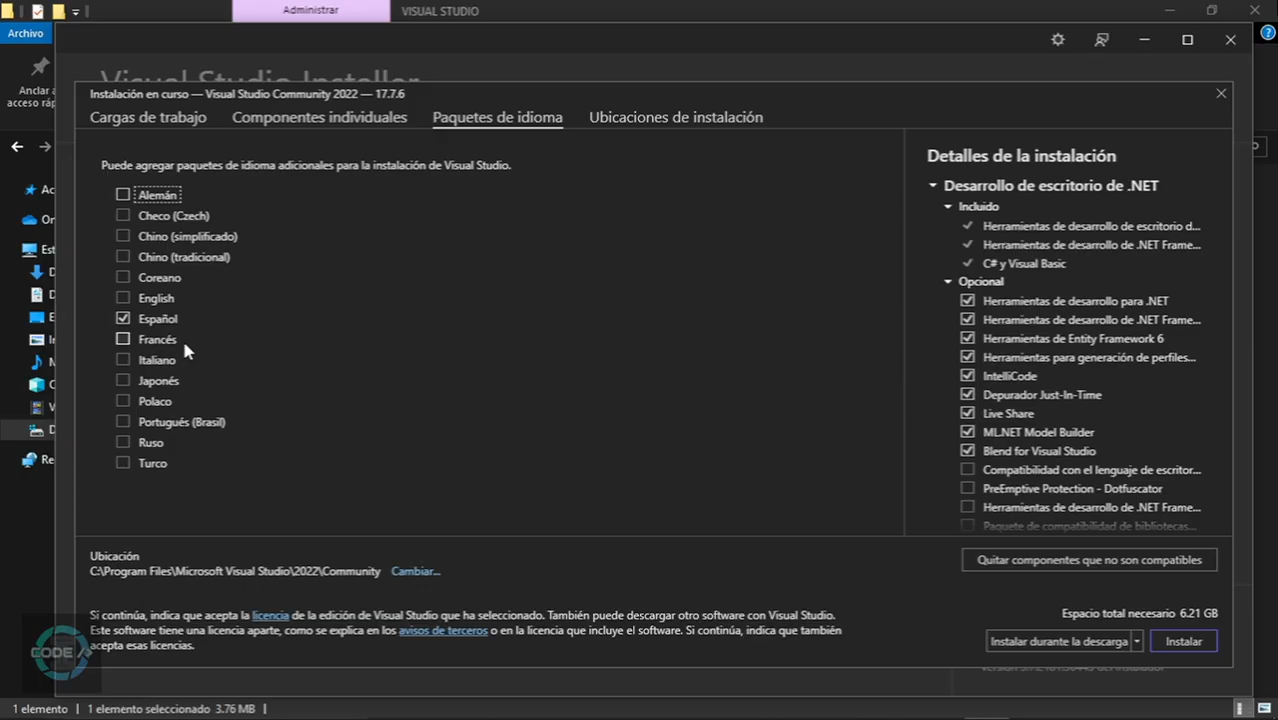 Administrar
VISUAL STUDIO
Archivo
Visual Studio Installer
Anclar a
acceso ráp
Instalación en curso — Visual Studio Community 2022 — 17.7.6
Cargas de trabajo
Componentes individuales
Paquetes de idioma
Ubicaciones de instalación
Puede agregar paquetes de idioma adicionales para la instalación de Visual Studio.
Alemán
Checo (Czech)
Chino (simplificado)
Chino (tradicional)
Coreano
English
Español
Francés
Italiano
Japonés
Polaco
Portugués (Brasil)
Ruso
Turco
Detalles de la instalación
Desarrollo de escritorio de .NET
Incluido
Herramientas de desarrollo de escritorio d...
Herramientas de desarrollo de .NET Frame...
C# y Visual Basic
Opcional
Herramientas de desarrollo para .NET
Herramientas de desarrollo de .NET Frame...
Herramientas de Entity Framework 6
Herramientas para generación de perfiles...
IntelliCode
Depurador Just-In-Time
Live Share
ML.NET Model Builder
Blend for Visual Studio
Compatibilidad con el lenguaje de escritor...
PreEmptive Protection - Dotfuscator
Herramientas de desarrollo de .NET Frame...
Paquete de compatibilidad de bibliotecas...
Ubicación
C:\Program Files\Microsoft Visual Studio\2022\Community
Cambiar...
Quitar componentes que no son compatibles
Si continúa, indica que acepta la licencia de la edición de Visual Studio que ha seleccionado. También puede descargar otro software con Visual Studio.
Este software tiene una licencia aparte, como se explica en los avisos de terceros o en la licencia que incluye el software. Si continúa, indica que también
acepta esas licencias.
Espacio total necesario 6.21 GB
Instalar durante la descarga
Instalar
CODE
1 elemento
1 elemento seleccionado 3.76 MB